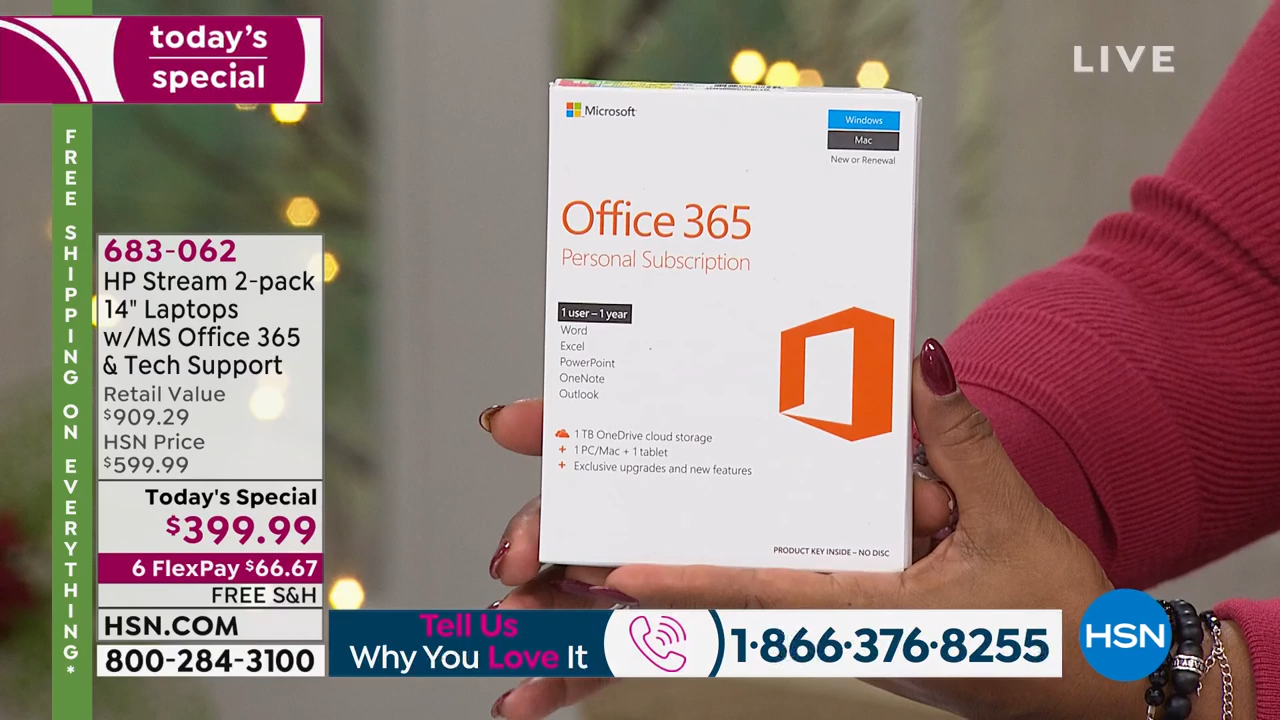 today's
special
LIVE
FREE SHIPPING ON EVERYTHING*
683-062
HP Stream 2-pack
14" Laptops
w/MS Office 365
& Tech Support
Retail Value
$909.29
HSN Price
$599.99
Today's Special
$399.99
6 FlexPay $66.67
FREE S&H
HSN.COM
800-284-3100
Microsoft
Windows
Mac
New or Renewal
Office 365
Personal Subscription
1 user – 1 year
Word
Excel
PowerPoint
OneNote
Outlook
1 TB OneDrive cloud storage
+ 1 PC/Mac + 1 tablet
+ Exclusive upgrades and new features
PRODUCT KEY INSIDE – NO DISC
Tell Us
Why You Love It
1·866·376·8255
HSN